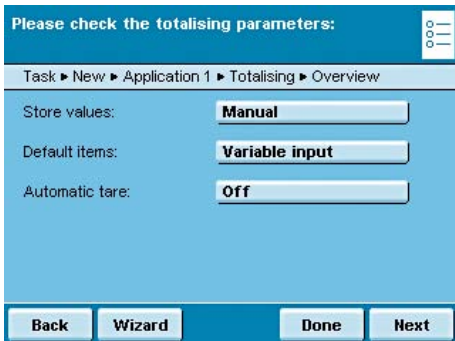 Please check the totalising parameters:
Task ▸ New ▸ Application 1 ▸ Totalising ▸ Overview
Store values: Manual
Default items: Variable input
Automatic tare: Off
Back Wizard Done Next